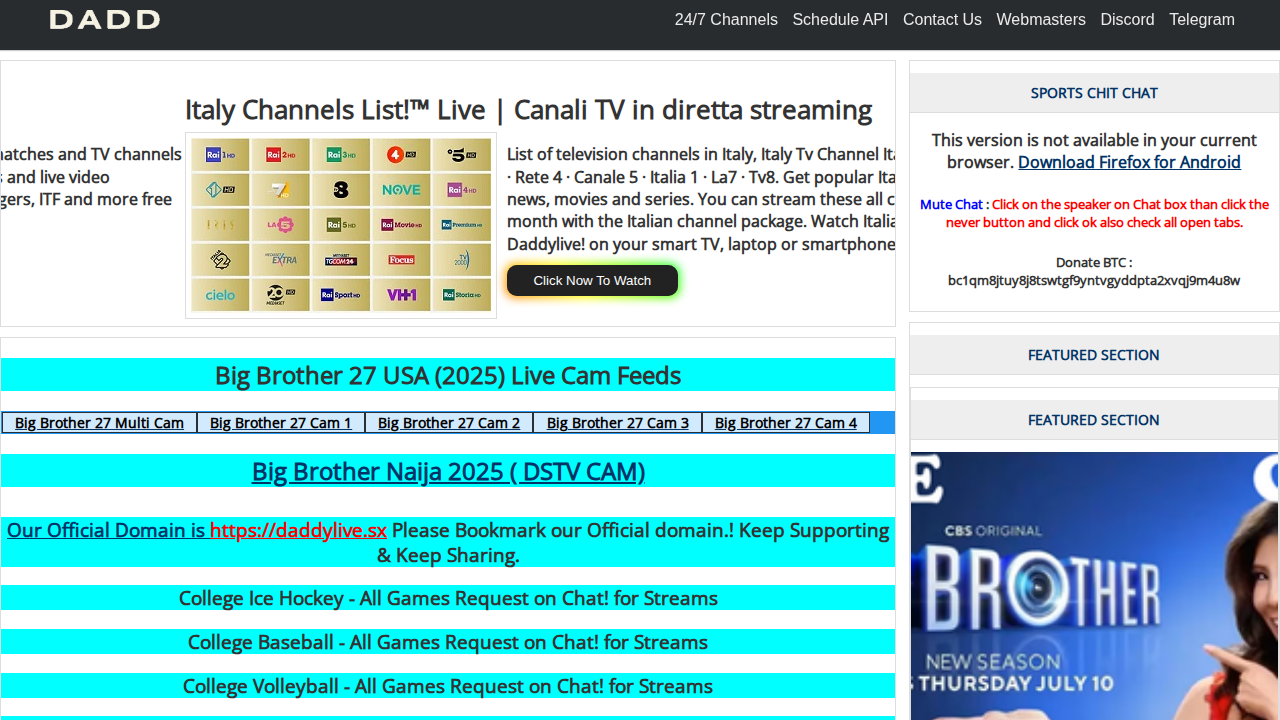 DADD
24/7 Channels Schedule API Contact Us Webmasters Discord Telegram
Italy Channels List!™ Live | Canali TV in diretta streaming
matches and TV channels
and live video
gers, ITF and more free
Rai 1 HD Rai 2 HD Rai 3 HD 4 HD 5 HD
1 HD 7 HD 8 NOVE Rai 4 HD
IRIS LA5 Rai 5 HD Rai Movie HD Rai Premium HD
2 MEDIASET EXTRA MEDIASET TGCOM24 Focus TV 2000
cielo 20 MEDIASET HD Rai Sport HD VH1 Rai Storia HD
List of television channels in Italy, Italy Tv Channel
· Rete 4 · Canale 5 · Italia 1 · La7 · Tv8. Get popular
news, movies and series. You can stream these all
month with the Italian channel package. Watch
Daddylive! on your smart TV, laptop or smartphone
Click Now To Watch
Big Brother 27 USA (2025) Live Cam Feeds
Big Brother 27 Multi Cam Big Brother 27 Cam 1 Big Brother 27 Cam 2 Big Brother 27 Cam 3 Big Brother 27 Cam 4
Big Brother Naija 2025 ( DSTV CAM)
Our Official Domain is https://daddylive.sx Please Bookmark our Official domain.! Keep Supporting
& Keep Sharing.
College Ice Hockey - All Games Request on Chat! for Streams
College Baseball - All Games Request on Chat! for Streams
College Volleyball - All Games Request on Chat! for Streams
SPORTS CHIT CHAT
This version is not available in your current
browser. Download Firefox for Android
Mute Chat : Click on the speaker on Chat box than click the
never button and click ok also check all open tabs.
Donate BTC :
bc1qm8jtuy8j8tswtgf9yntvgyddpta2xvqj9m4u8w
FEATURED SECTION
FEATURED SECTION
CBS ORIGINAL
BROTHER
NEW SEASON
THURSDAY JULY 10